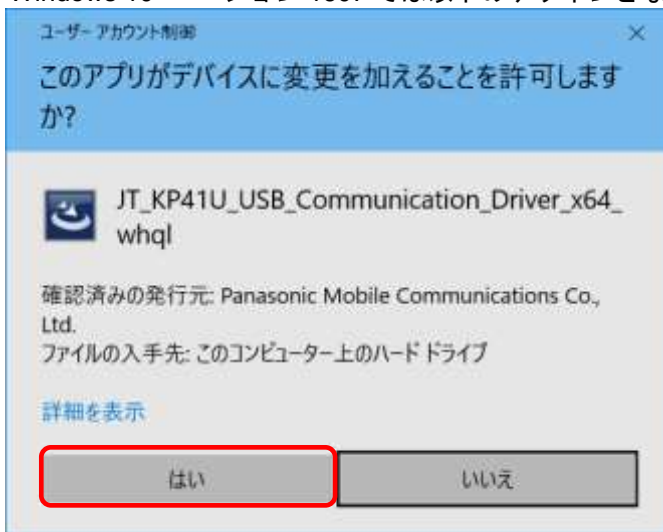 ユーザー アカウント制御
×
このアプリがデバイスに変更を加えることを許可します
か?
JT_KP41U_USB_Communication_Driver_x64_
whql
確認済みの発行元: Panasonic Mobile Communications Co.,
Ltd.
ファイルの入手先: このコンピューター上のハード ドライブ
詳細を表示
はい
いいえ